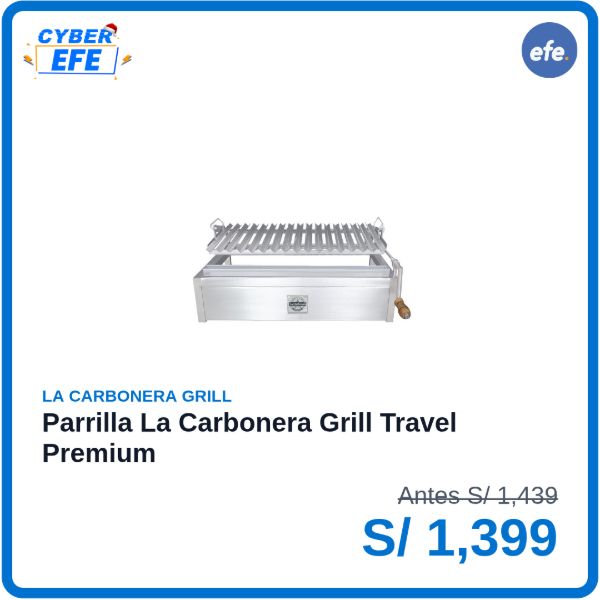 CYBER
EFE
efe.
LA CARBONERA GRILL
Parrilla La Carbonera Grill Travel
Premium
Antes S/ 1,439
S/ 1,399